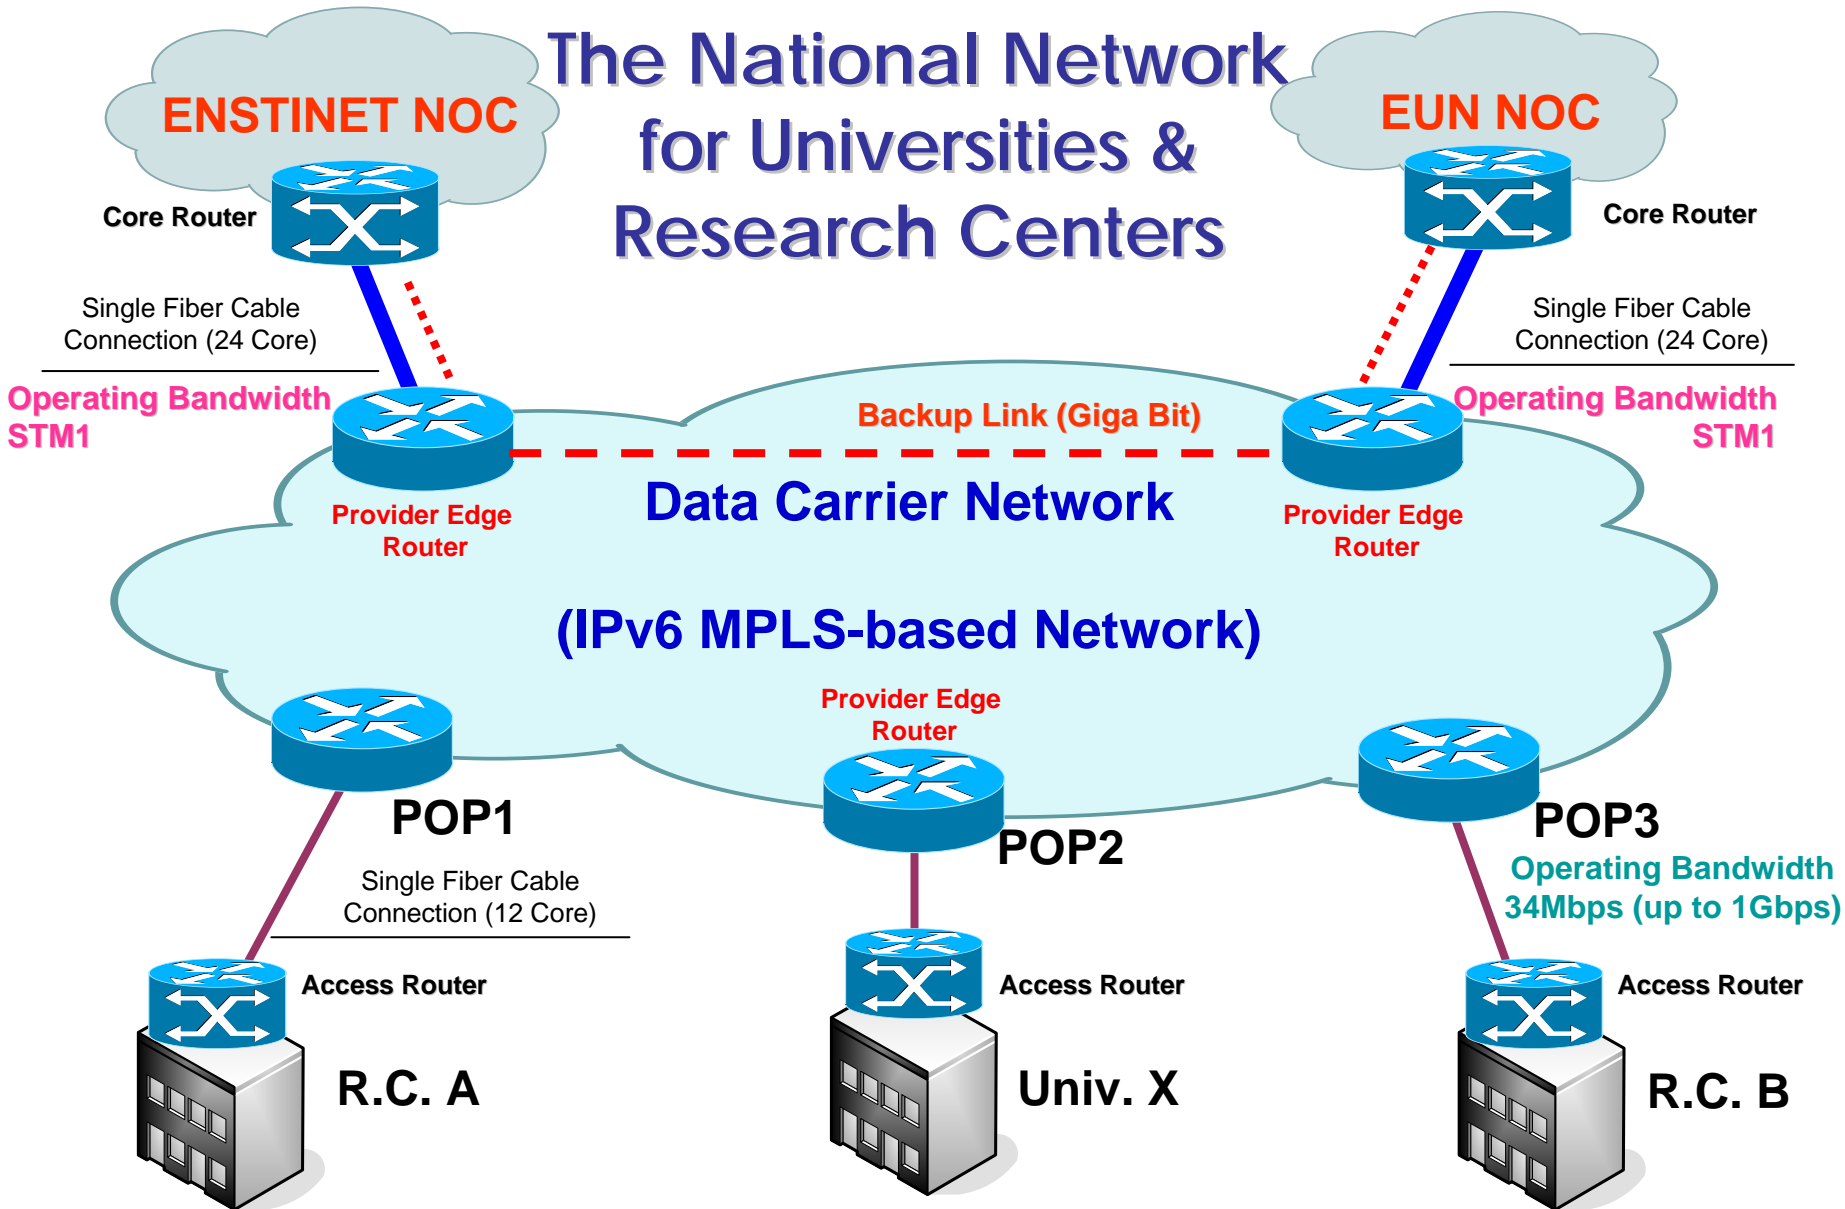 The National Network
for Universities &
Research Centers
ENSTINET NOC
EUN NOC
Core Router
Core Router
Single Fiber Cable
Connection (24 Core)
Operating Bandwidth
STM1
Single Fiber Cable
Connection (24 Core)
Operating Bandwidth
STM1
Backup Link (Giga Bit)
Data Carrier Network
Provider Edge
Router
Provider Edge
Router
(IPv6 MPLS-based Network)
Provider Edge
Router
POP1
POP2
POP3
Single Fiber Cable
Connection (12 Core)
Operating Bandwidth
34Mbps (up to 1Gbps)
Access Router
Access Router
Access Router
R.C. A
Univ. X
R.C. B